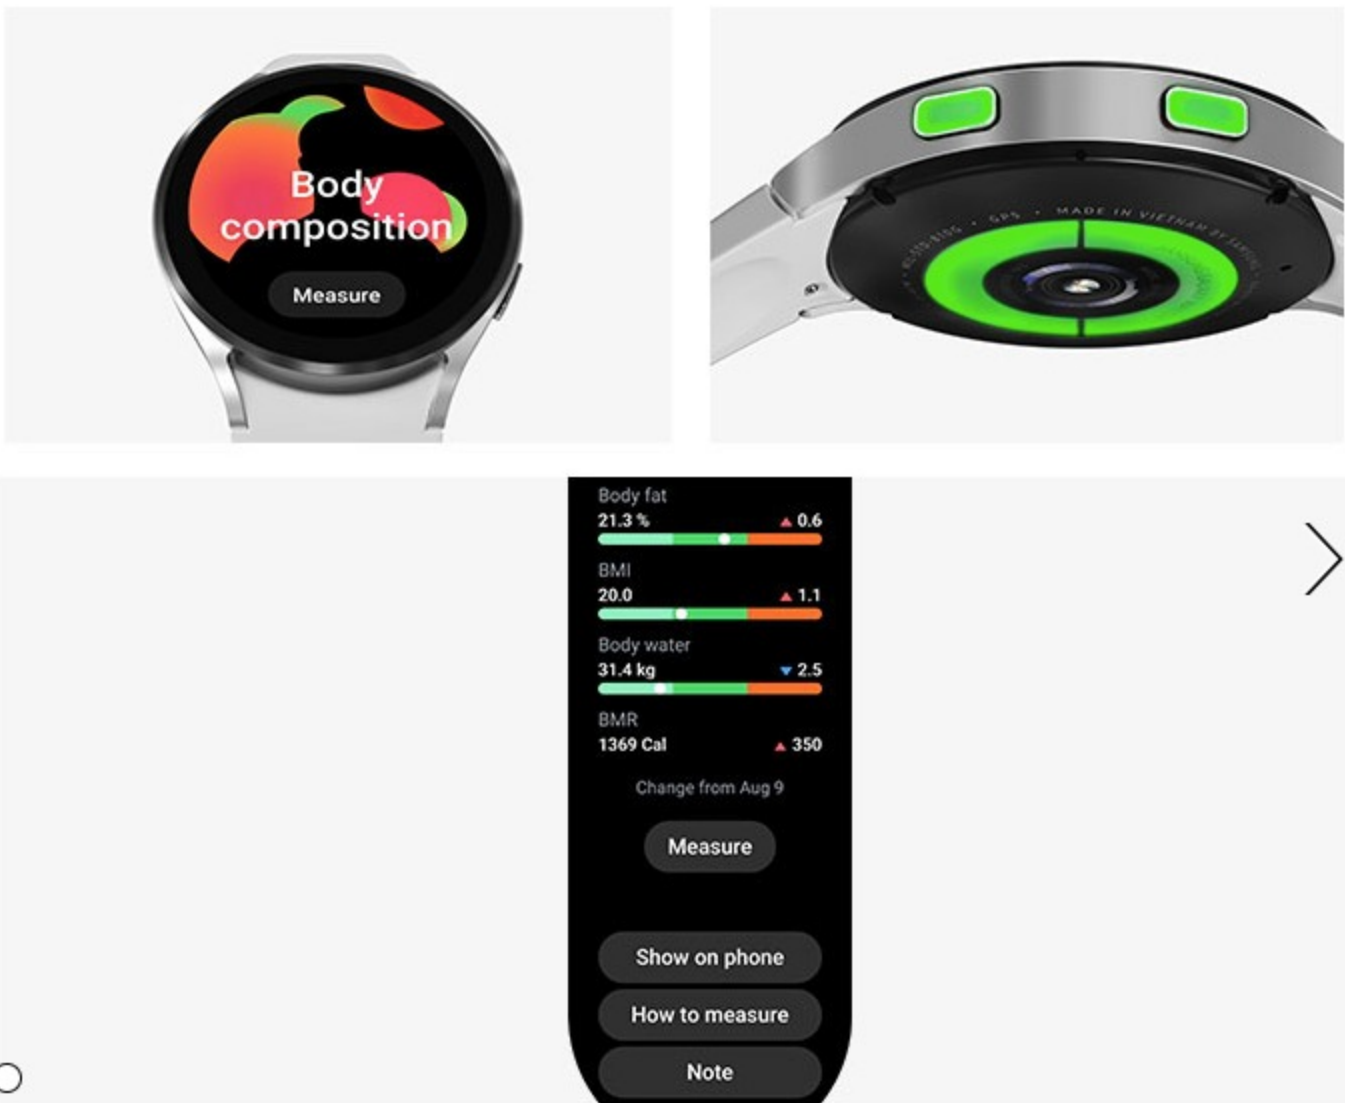 Body
composition
Measure
GPS • MADE IN VIETNAM BY SAMSUNG
Body fat
21.3 % ▲ 0.6
BMI
20.0 ▲ 1.1
Body water
31.4 kg ▼ 2.5
BMR
1369 Cal ▲ 350
Change from Aug 9
Measure
Show on phone
How to measure
Note